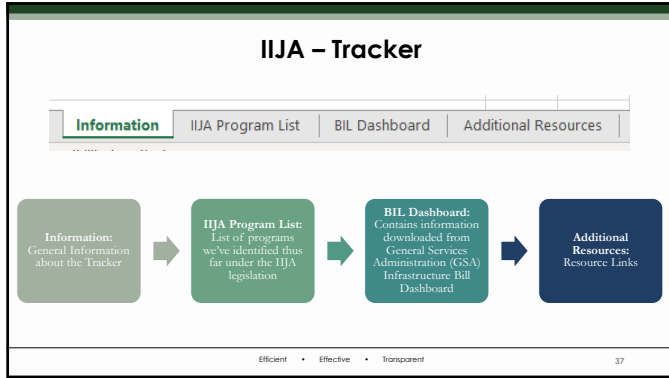 IIJA – Tracker
Information IIJA Program List BIL Dashboard Additional Resources
Information:
General Information
about the Tracker
IIJA Program List:
List of programs
we've identified thus
far under the IIJA
legislation
BIL Dashboard:
Contains information
downloaded from
General Services
Administration (GSA)
Infrastructure Bill
Dashboard
Additional
Resources:
Resource Links
Efficient • Effective • Transparent
37